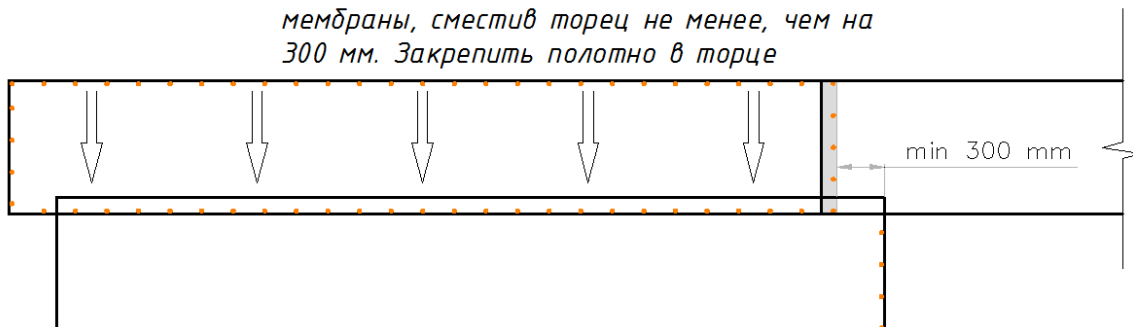 мембраны, сместив торец не менее, чем на
300 мм. Закрепить полотно в торце
min 300 mm